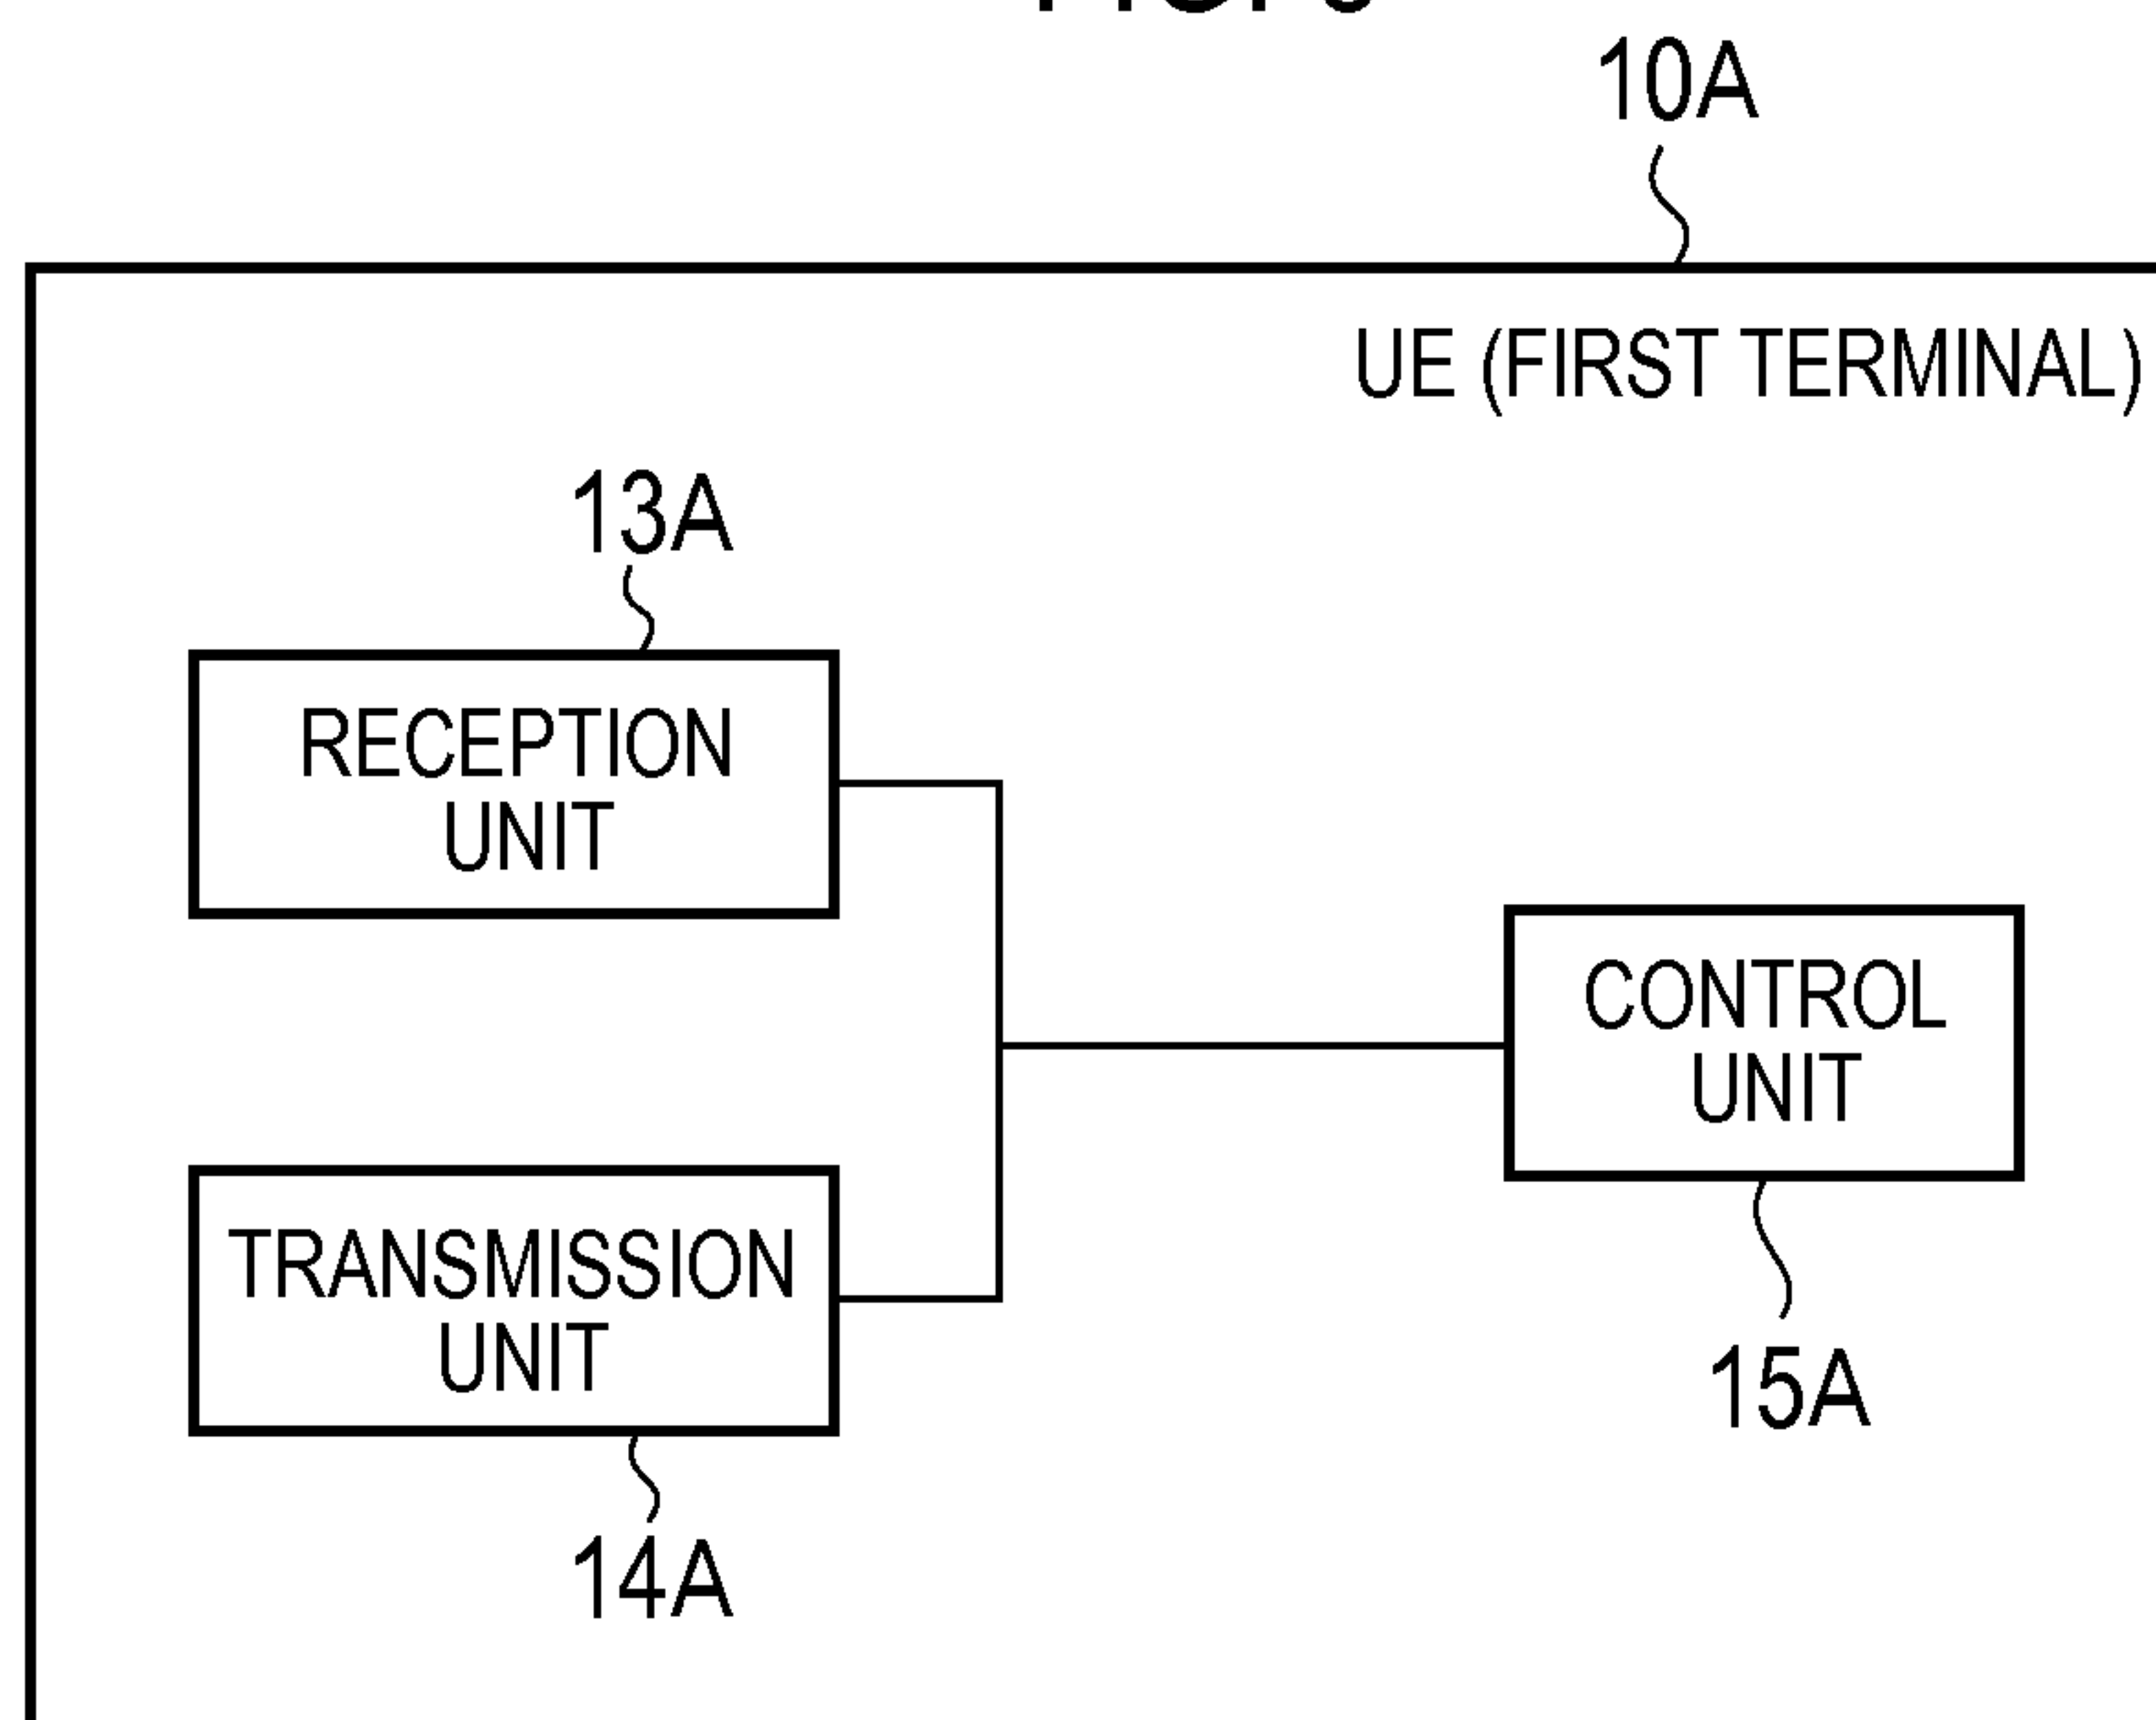 10A
UE (FIRST TERMINAL)
13A
RECEPTION
UNIT
CONTROL
UNIT
TRANSMISSION
UNIT
15A
14A